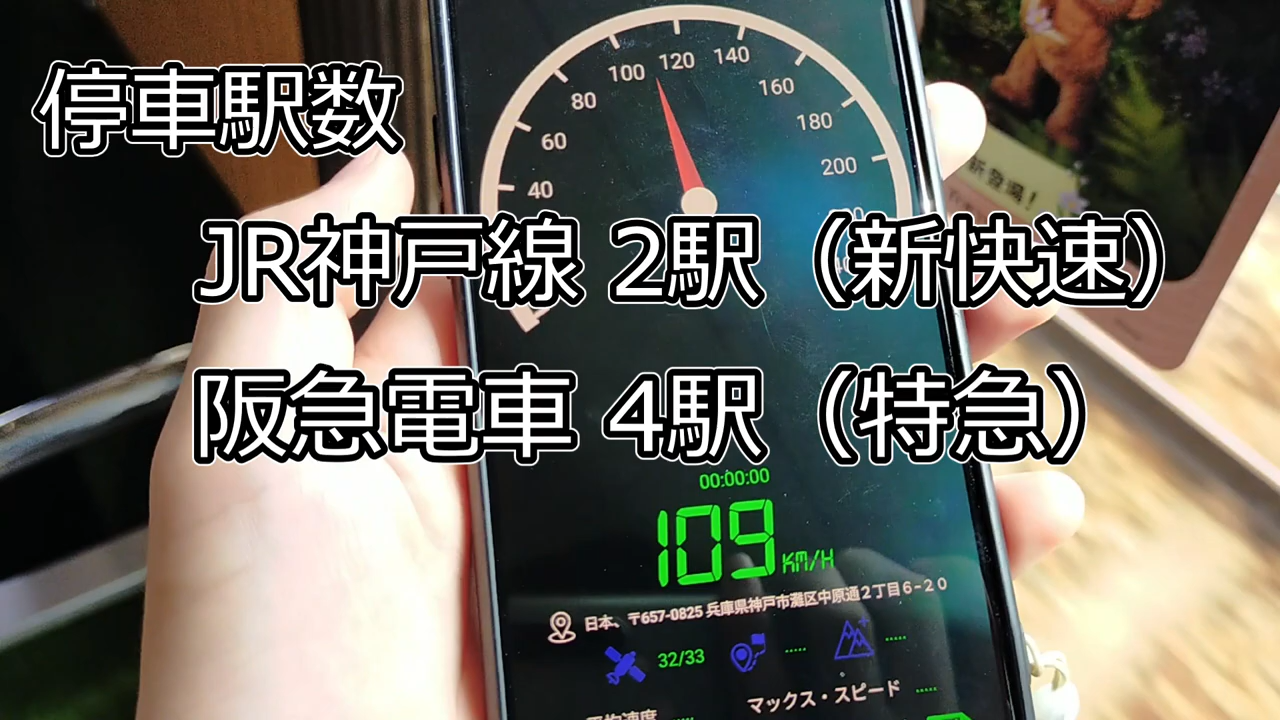 停車駅数
JR神戸線 2駅（新快速）
阪急電車 4駅（特急）
40
60
80
100
120
140
160
180
200
00:00:00
109 KM/H
日本、〒657-0825 兵庫県神戸市灘区中原通2丁目6-20
32/33
マックス・スピード
新登場！